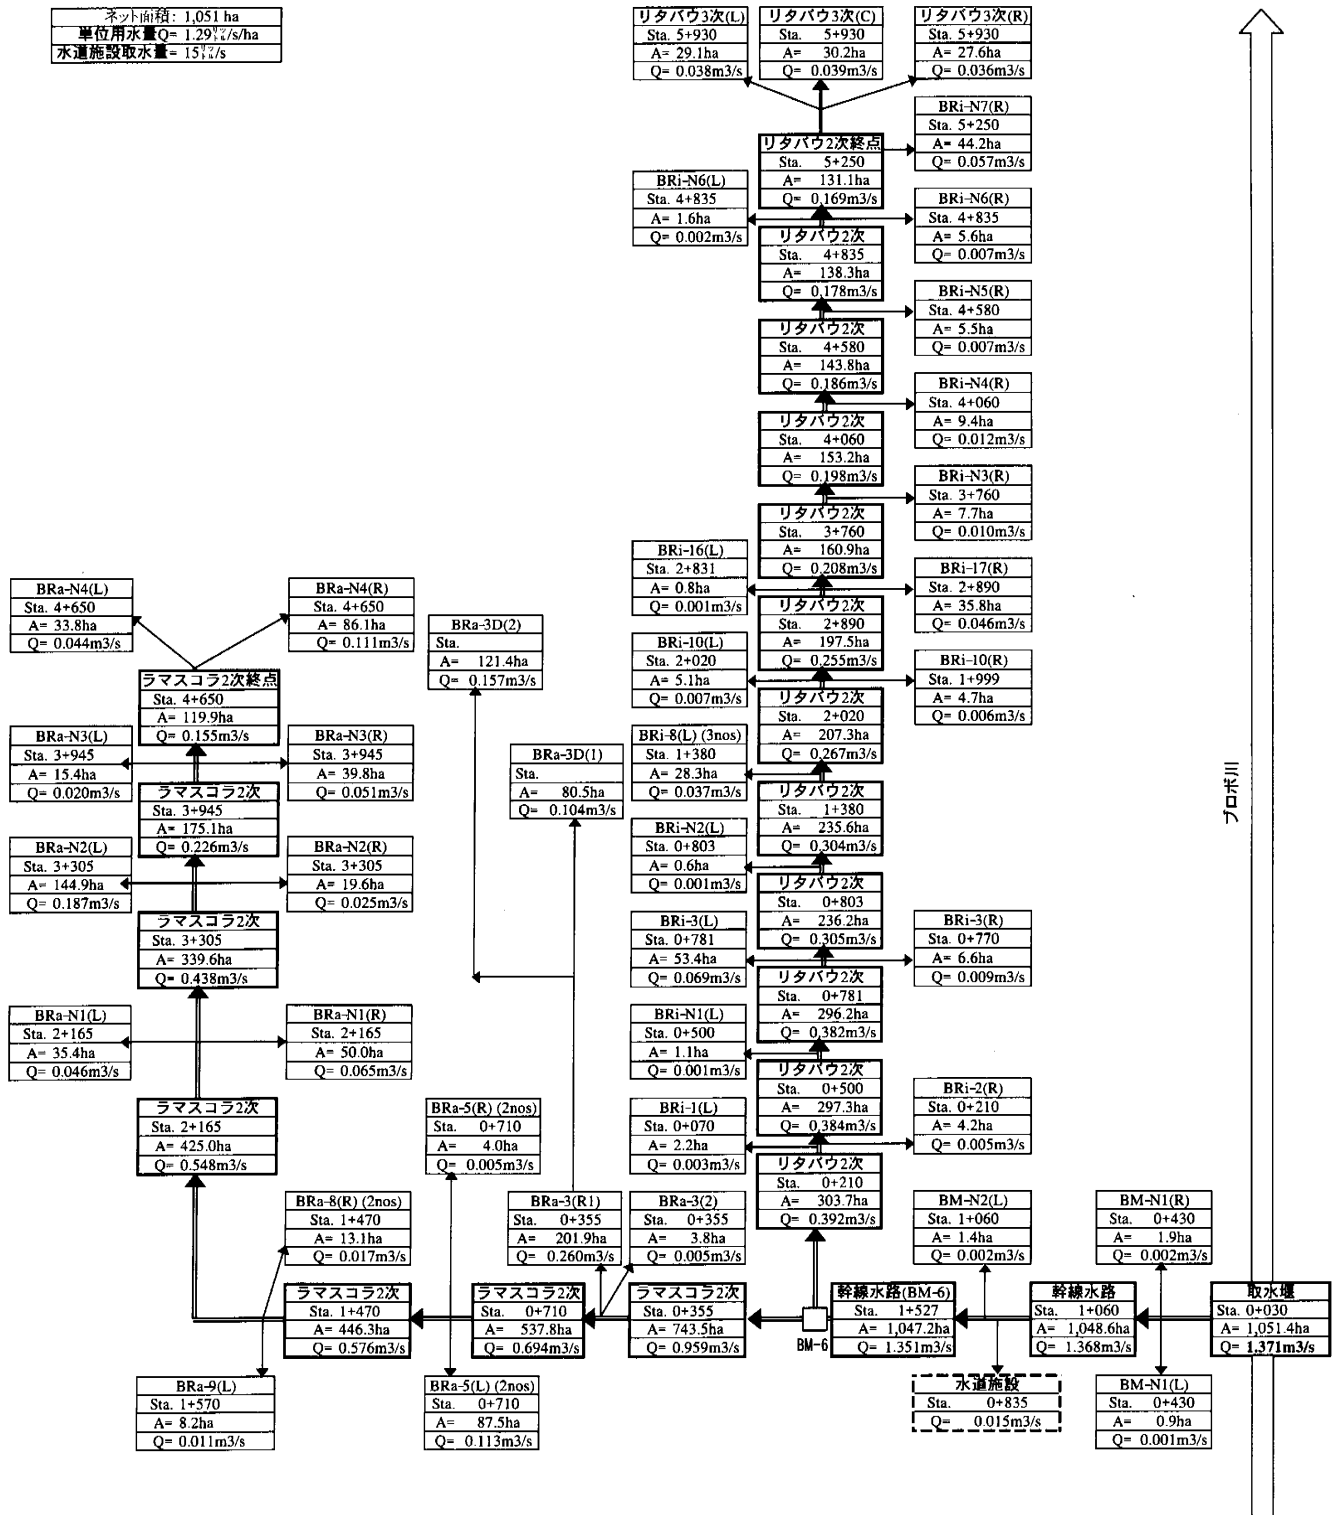 ネット面積: 1,051 ha
単位用水量Q= 1.29㍑/s/ha
水道施設取水量= 15㍑/s
リタバウ3次(L)
Sta. 5+930
A= 29.1ha
Q= 0.038m3/s
リタバウ3次(C)
Sta. 5+930
A= 30.2ha
Q= 0.039m3/s
リタバウ3次(R)
Sta. 5+930
A= 27.6ha
Q= 0.036m3/s
BRi-N7(R)
Sta. 5+250
A= 44.2ha
Q= 0.057m3/s
リタバウ2次終点
Sta. 5+250
A= 131.1ha
Q= 0.169m3/s
BRi-N6(L)
Sta. 4+835
A= 1.6ha
Q= 0.002m3/s
BRi-N6(R)
Sta. 4+835
A= 5.6ha
Q= 0.007m3/s
リタバウ2次
Sta. 4+835
A= 138.3ha
Q= 0.178m3/s
BRi-N5(R)
Sta. 4+580
A= 5.5ha
Q= 0.007m3/s
リタバウ2次
Sta. 4+580
A= 143.8ha
Q= 0.186m3/s
BRi-N4(R)
Sta. 4+060
A= 9.4ha
Q= 0.012m3/s
リタバウ2次
Sta. 4+060
A= 153.2ha
Q= 0.198m3/s
BRi-N3(R)
Sta. 3+760
A= 7.7ha
Q= 0.010m3/s
リタバウ2次
Sta. 3+760
A= 160.9ha
Q= 0.208m3/s
BRi-16(L)
Sta. 2+831
A= 0.8ha
Q= 0.001m3/s
BRi-17(R)
Sta. 2+890
A= 35.8ha
Q= 0.046m3/s
リタバウ2次
Sta. 2+890
A= 197.5ha
Q= 0.255m3/s
BRi-10(L)
Sta. 2+020
A= 5.1ha
Q= 0.007m3/s
BRi-10(R)
Sta. 1+999
A= 4.7ha
Q= 0.006m3/s
リタバウ2次
Sta. 2+020
A= 207.3ha
Q= 0.267m3/s
BRi-8(L) (3nos)
Sta. 1+380
A= 28.3ha
Q= 0.037m3/s
リタバウ2次
Sta. 1+380
A= 235.6ha
Q= 0.304m3/s
BRi-N2(L)
Sta. 0+803
A= 0.6ha
Q= 0.001m3/s
リタバウ2次
Sta. 0+803
A= 236.2ha
Q= 0.305m3/s
BRi-3(L)
Sta. 0+781
A= 53.4ha
Q= 0.069m3/s
BRi-3(R)
Sta. 0+770
A= 6.6ha
Q= 0.009m3/s
リタバウ2次
Sta. 0+781
A= 296.2ha
Q= 0.382m3/s
BRi-N1(L)
Sta. 0+500
A= 1.1ha
Q= 0.001m3/s
リタバウ2次
Sta. 0+500
A= 297.3ha
Q= 0.384m3/s
BRi-1(L)
Sta. 0+070
A= 2.2ha
Q= 0.003m3/s
BRi-2(R)
Sta. 0+210
A= 4.2ha
Q= 0.005m3/s
リタバウ2次
Sta. 0+210
A= 303.7ha
Q= 0.392m3/s
プロボ川
BRa-N4(L)
Sta. 4+650
A= 33.8ha
Q= 0.044m3/s
BRa-N4(R)
Sta. 4+650
A= 86.1ha
Q= 0.111m3/s
ラマスコラ2次終点
Sta. 4+650
A= 119.9ha
Q= 0.155m3/s
BRa-N3(L)
Sta. 3+945
A= 15.4ha
Q= 0.020m3/s
BRa-N3(R)
Sta. 3+945
A= 39.8ha
Q= 0.051m3/s
ラマスコラ2次
Sta. 3+945
A= 175.1ha
Q= 0.226m3/s
BRa-N2(L)
Sta. 3+305
A= 144.9ha
Q= 0.187m3/s
BRa-N2(R)
Sta. 3+305
A= 19.6ha
Q= 0.025m3/s
ラマスコラ2次
Sta. 3+305
A= 339.6ha
Q= 0.438m3/s
BRa-N1(L)
Sta. 2+165
A= 35.4ha
Q= 0.046m3/s
BRa-N1(R)
Sta. 2+165
A= 50.0ha
Q= 0.065m3/s
ラマスコラ2次
Sta. 2+165
A= 425.0ha
Q= 0.548m3/s
BRa-3D(2)
Sta.
A= 121.4ha
Q= 0.157m3/s
BRa-3D(1)
Sta.
A= 80.5ha
Q= 0.104m3/s
BRa-5(R) (2nos)
Sta. 0+710
A= 4.0ha
Q= 0.005m3/s
BRa-8(R) (2nos)
Sta. 1+470
A= 13.1ha
Q= 0.017m3/s
BRa-3(R1)
Sta. 0+355
A= 201.9ha
Q= 0.260m3/s
BRa-3(2)
Sta. 0+355
A= 3.8ha
Q= 0.005m3/s
BM-N2(L)
Sta. 1+060
A= 1.4ha
Q= 0.002m3/s
BM-N1(R)
Sta. 0+430
A= 1.9ha
Q= 0.002m3/s
ラマスコラ2次
Sta. 1+470
A= 446.3ha
Q= 0.576m3/s
ラマスコラ2次
Sta. 0+710
A= 537.8ha
Q= 0.694m3/s
ラマスコラ2次
Sta. 0+355
A= 743.5ha
Q= 0.959m3/s
BM-6
幹線水路(BM-6)
Sta. 1+527
A= 1,047.2ha
Q= 1.351m3/s
幹線水路
Sta. 1+060
A= 1,048.6ha
Q= 1.368m3/s
取水堰
Sta. 0+030
A= 1,051.4ha
Q= 1.371m3/s
BRa-9(L)
Sta. 1+570
A= 8.2ha
Q= 0.011m3/s
BRa-5(L) (2nos)
Sta. 0+710
A= 87.5ha
Q= 0.113m3/s
水道施設
Sta. 0+835
Q= 0.015m3/s
BM-N1(L)
Sta. 0+430
A= 0.9ha
Q= 0.001m3/s